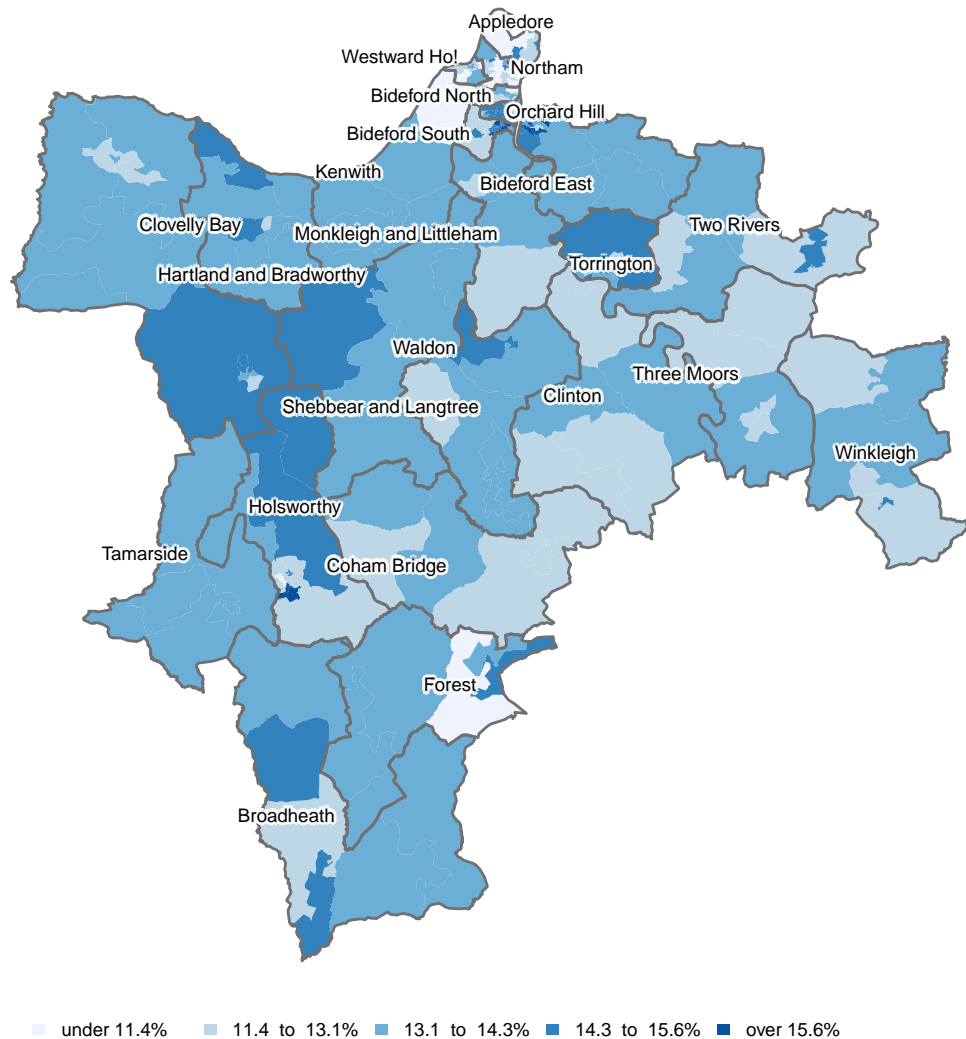 Appledore
Westward Ho!
Northam
Bideford North
Orchard Hill
Bideford South
Kenwith
Bideford East
Clovelly Bay
Monkleigh and Littleham
Two Rivers
Hartland and Bradworthy
Torrington
Waldon
Three Moors
Shebbear and Langtree
Clinton
Winkleigh
Holsworthy
Tamarside
Coham Bridge
Forest
Broadheath
under 11.4% 11.4 to 13.1% 13.1 to 14.3% 14.3 to 15.6% over 15.6%